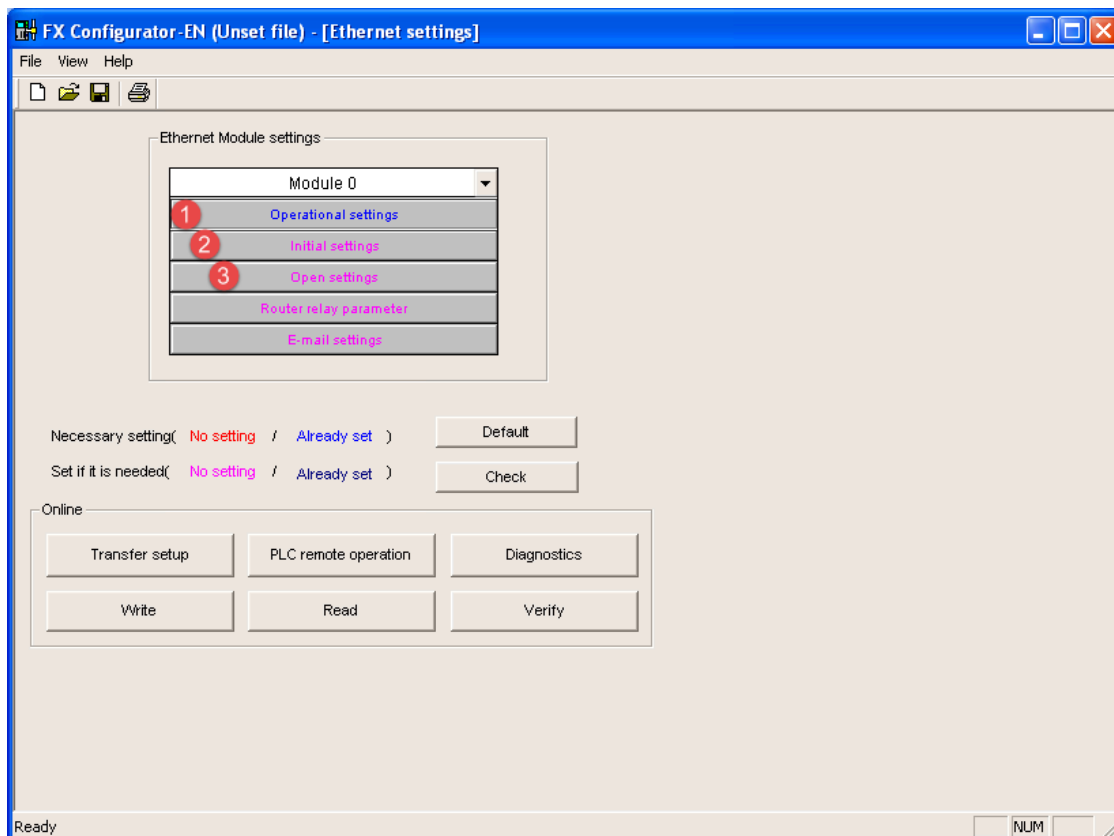 FX Configurator-EN (Unset file) - [Ethernet settings]
File View Help
Ethernet Module settings
Module 0
1 Operational settings
2 Initial settings
3 Open settings
Router relay parameter
E-mail settings
Necessary setting( No setting / Already set ) Default
Set if it is needed( No setting / Already set ) Check
Online
Transfer setup PLC remote operation Diagnostics
Write Read Verify
Ready NUM